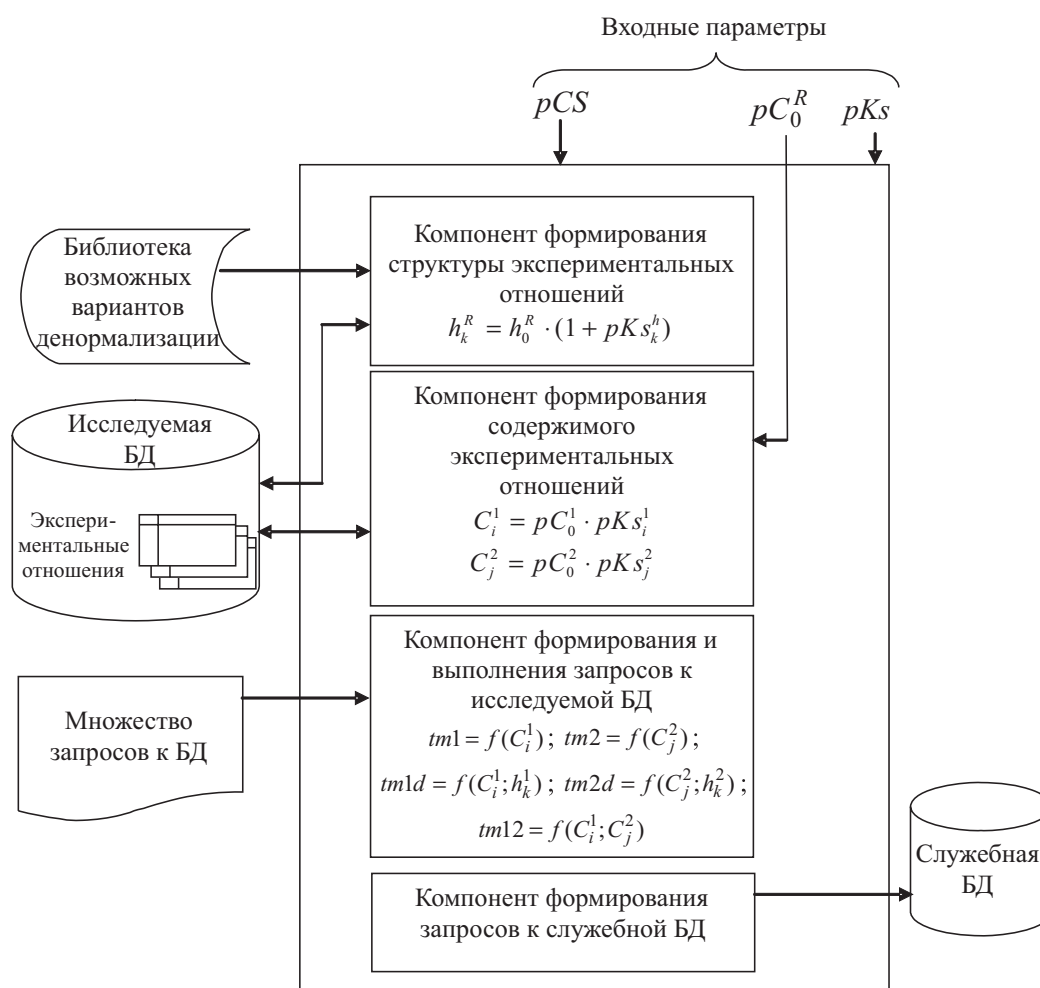 Входные параметры
pCS
pC_0^R
pKs
Библиотека
возможных
вариантов
денормализации
Компонент формирования
структуры экспериментальных
отношений
h_k^R = h_0^R · (1 + pKs_k^h)
Исследуемая
БД
Экспери-
ментальные
отношения
Компонент формирования
содержимого
экспериментальных
отношений
C_i^1 = pC_0^1 · pKs_i^1
C_j^2 = pC_0^2 · pKs_j^2
Множество
запросов к БД
Компонент формирования и
выполнения запросов к
исследуемой БД
tm1 = f(C_i^1); tm2 = f(C_j^2);
tm1d = f(C_i^1; h_k^1); tm2d = f(C_j^2; h_k^2);
tm12 = f(C_i^1; C_j^2)
Компонент формирования
запросов к служебной БД
Служебная
БД